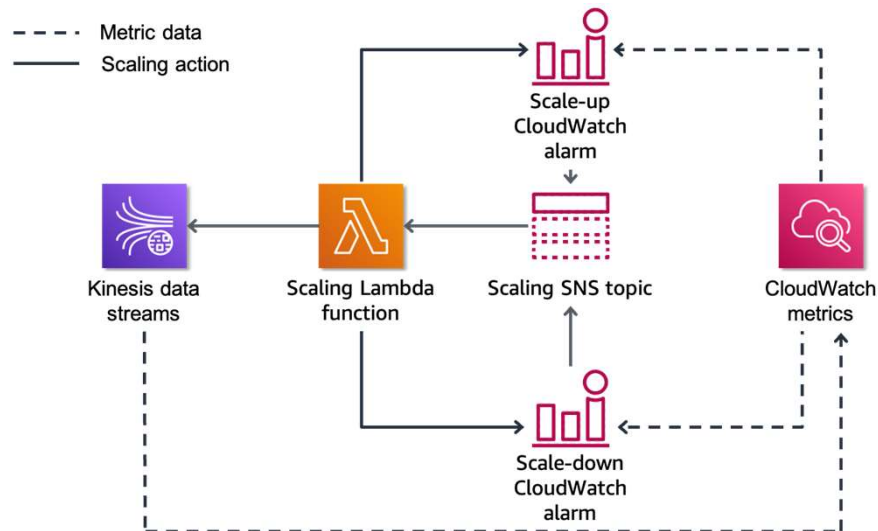 Metric data
Scaling action
Scale-up
CloudWatch
alarm
Kinesis data
streams
Scaling Lambda
function
Scaling SNS topic
CloudWatch
metrics
Scale-down
CloudWatch
alarm